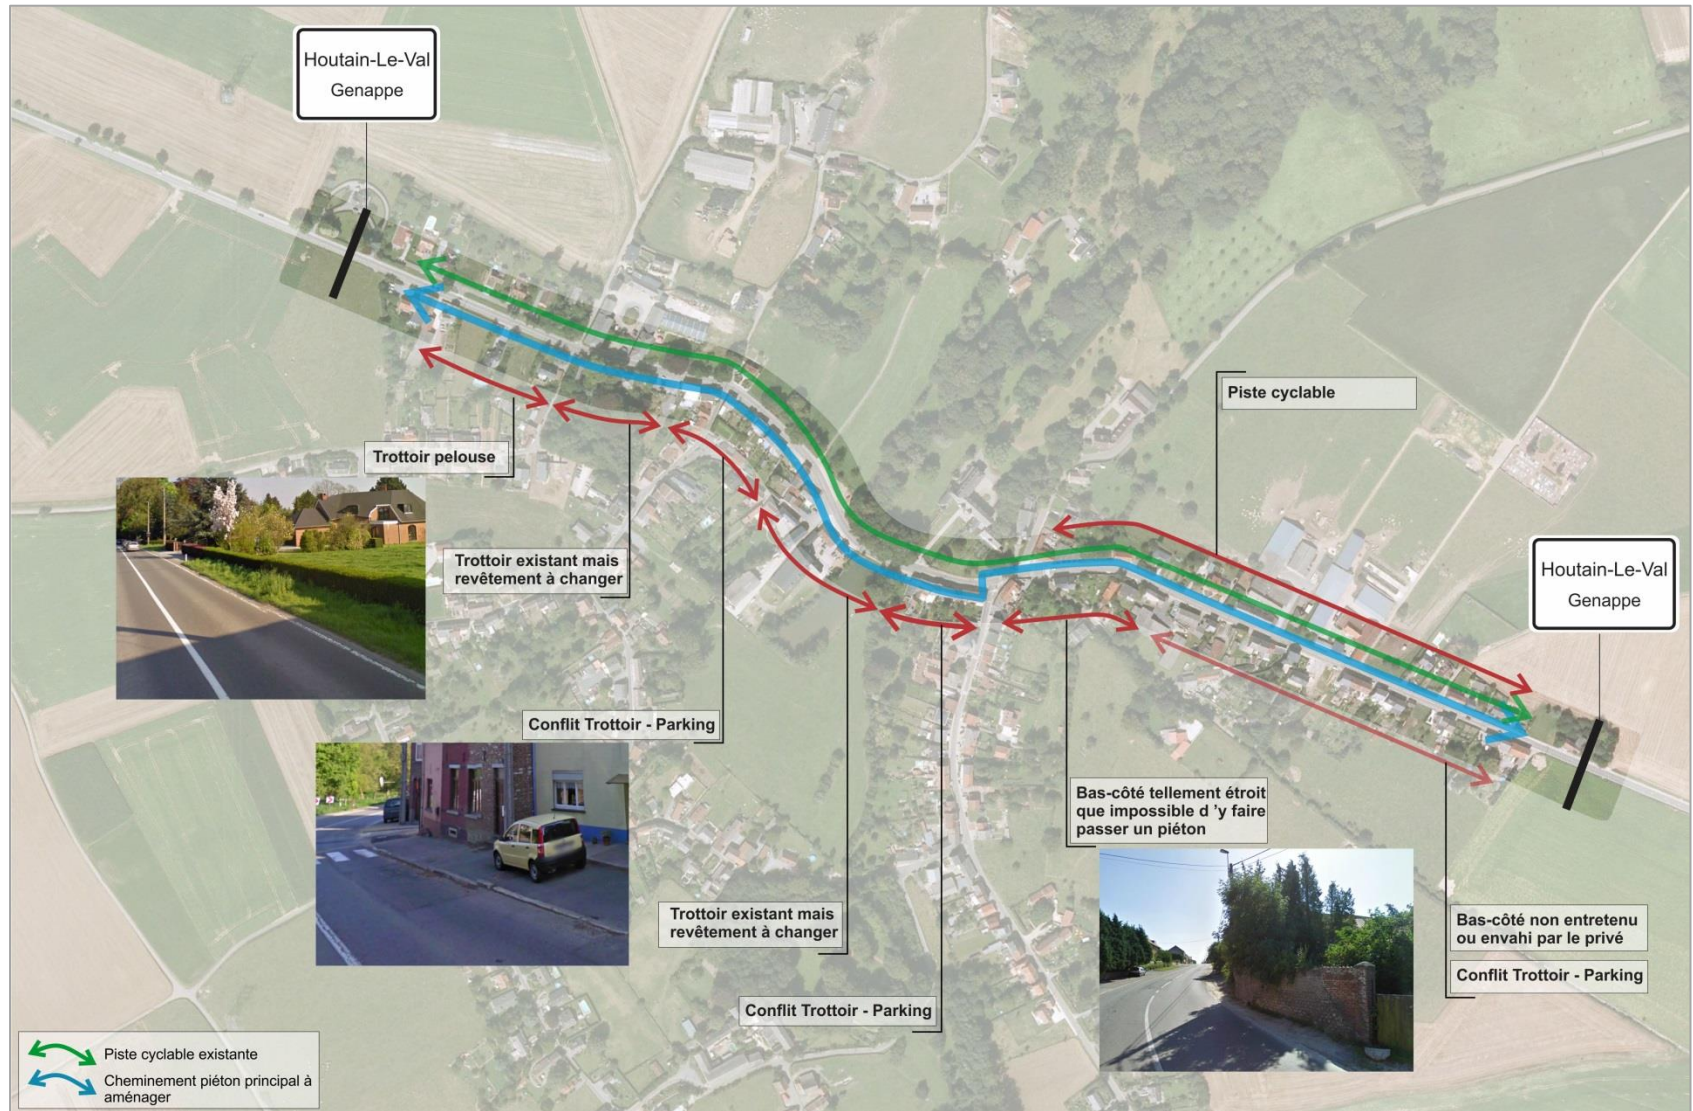 Houtain-Le-Val
Genappe
Piste cyclable
Trottoir pelouse
Trottoir existant mais
revêtement à changer
Houtain-Le-Val
Genappe
Conflit Trottoir - Parking
Bas-côté tellement étroit
que impossible d 'y faire
passer un piéton
Trottoir existant mais
revêtement à changer
Bas-côté non entretenu
ou envahi par le privé
Conflit Trottoir - Parking
Conflit Trottoir - Parking
Piste cyclable existante
Cheminement piéton principal à
aménager